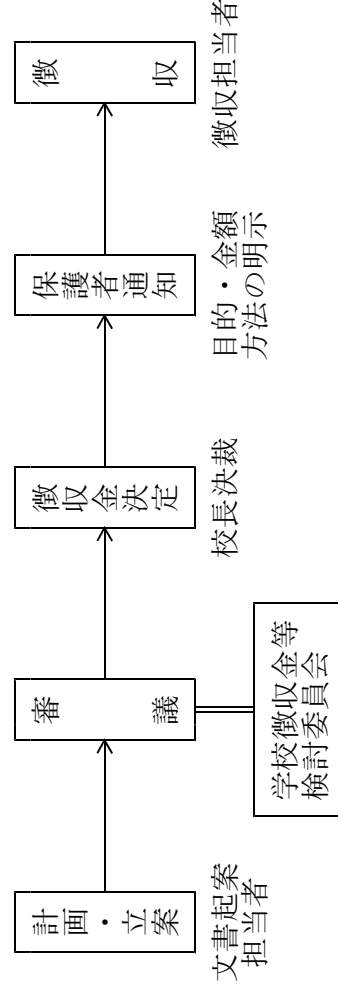 計画・立案
文書起案
担当者
審議
学校徴収金等
検討委員会
徴収金決定
校長決裁
保護者通知
目的・金額
方法の明示
徴収
徴収担当者